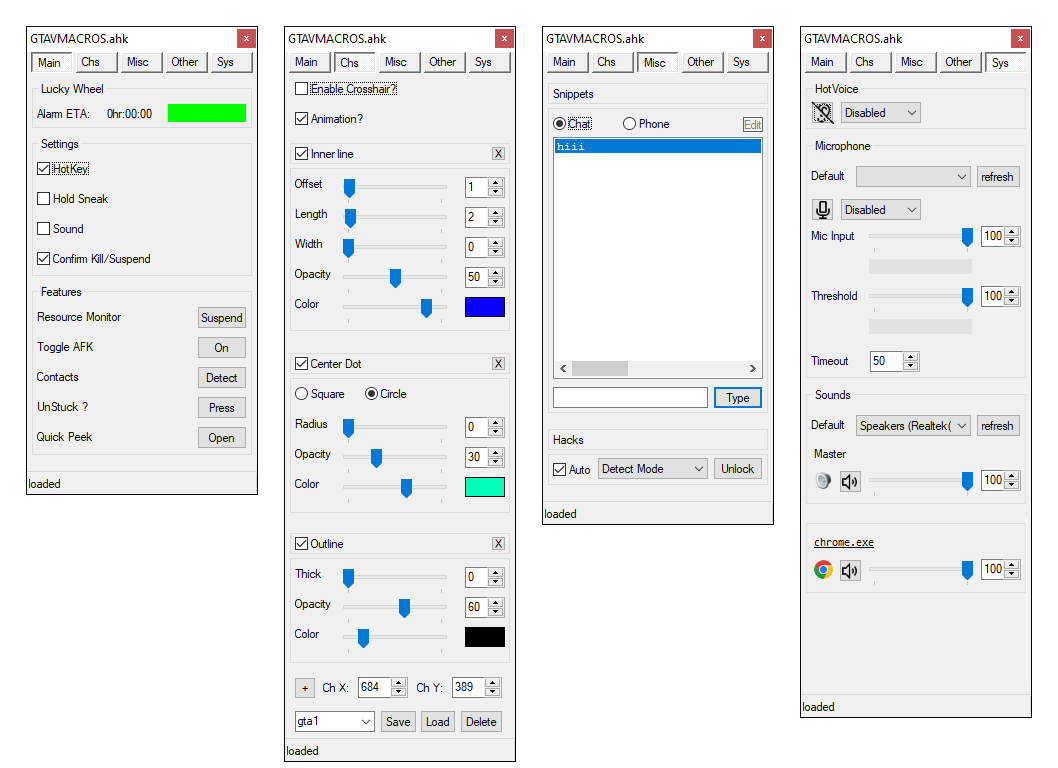 GTAVMACROS.ahk x
Main Chs Misc Other Sys
Lucky Wheel
Alarm ETA: 0hr:00:00
Settings
HotKey
Hold Sneak
Sound
Confirm Kill/Suspend
Features
Resource Monitor Suspend
Toggle AFK On
Contacts Detect
UnStuck ? Press
Quick Peek Open
loaded
GTAVMACROS.ahk x
Main Chs Misc Other Sys
Enable Crosshair?
Animation?
Inner line X
Offset 1
Length 2
Width 0
Opacity 50
Color
Center Dot X
Square Circle
Radius 0
Opacity 30
Color
Outline X
Thick 0
Opacity 60
Color
+ Ch X: 684 Ch Y: 389
gta1 Save Load Delete
loaded
GTAVMACROS.ahk x
Main Chs Misc Other Sys
Snippets
Chat Phone Edit
hiii
Type
Hacks
Auto Detect Mode Unlock
loaded
GTAVMACROS.ahk x
Main Chs Misc Other Sys
HotVoice
Disabled
Microphone
Default refresh
Disabled
Mic Input 100
Threshold 100
Timeout 50
Sounds
Default Speakers (Realtek( refresh
Master
100
chrome.exe
100
loaded